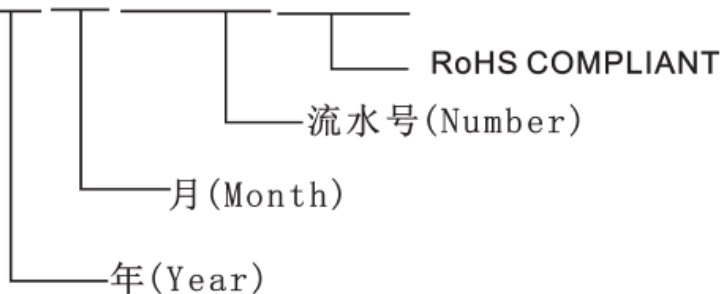 RoHS COMPLIANT
流水号(Number)
月(Month)
年(Year)